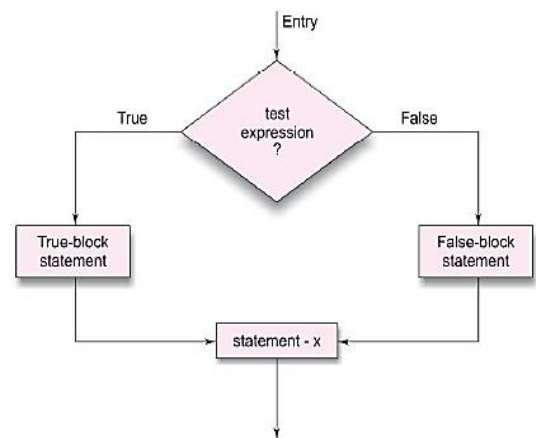 Entry
test
expression
?
True
False
True-block
statement
False-block
statement
statement - x